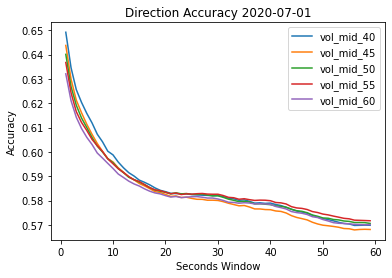 Direction Accuracy 2020-07-01
vol_mid_40
vol_mid_45
vol_mid_50
vol_mid_55
vol_mid_60
Accuracy
0.65
0.64
0.63
0.62
0.61
0.60
0.59
0.58
0.57
0 10 20 30 40 50 60
Seconds Window